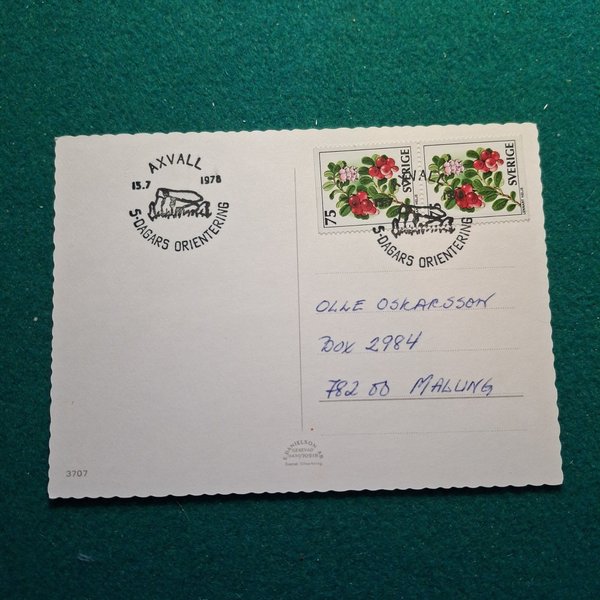 AXVALL
15.7 1978
5-DAGARS ORIENTERING
75 SVERIGE
SVERIGE
5-DAGARS ORIENTERING
OLLE OSKARSSON
Box 2984
782 00 MALUNG
3707